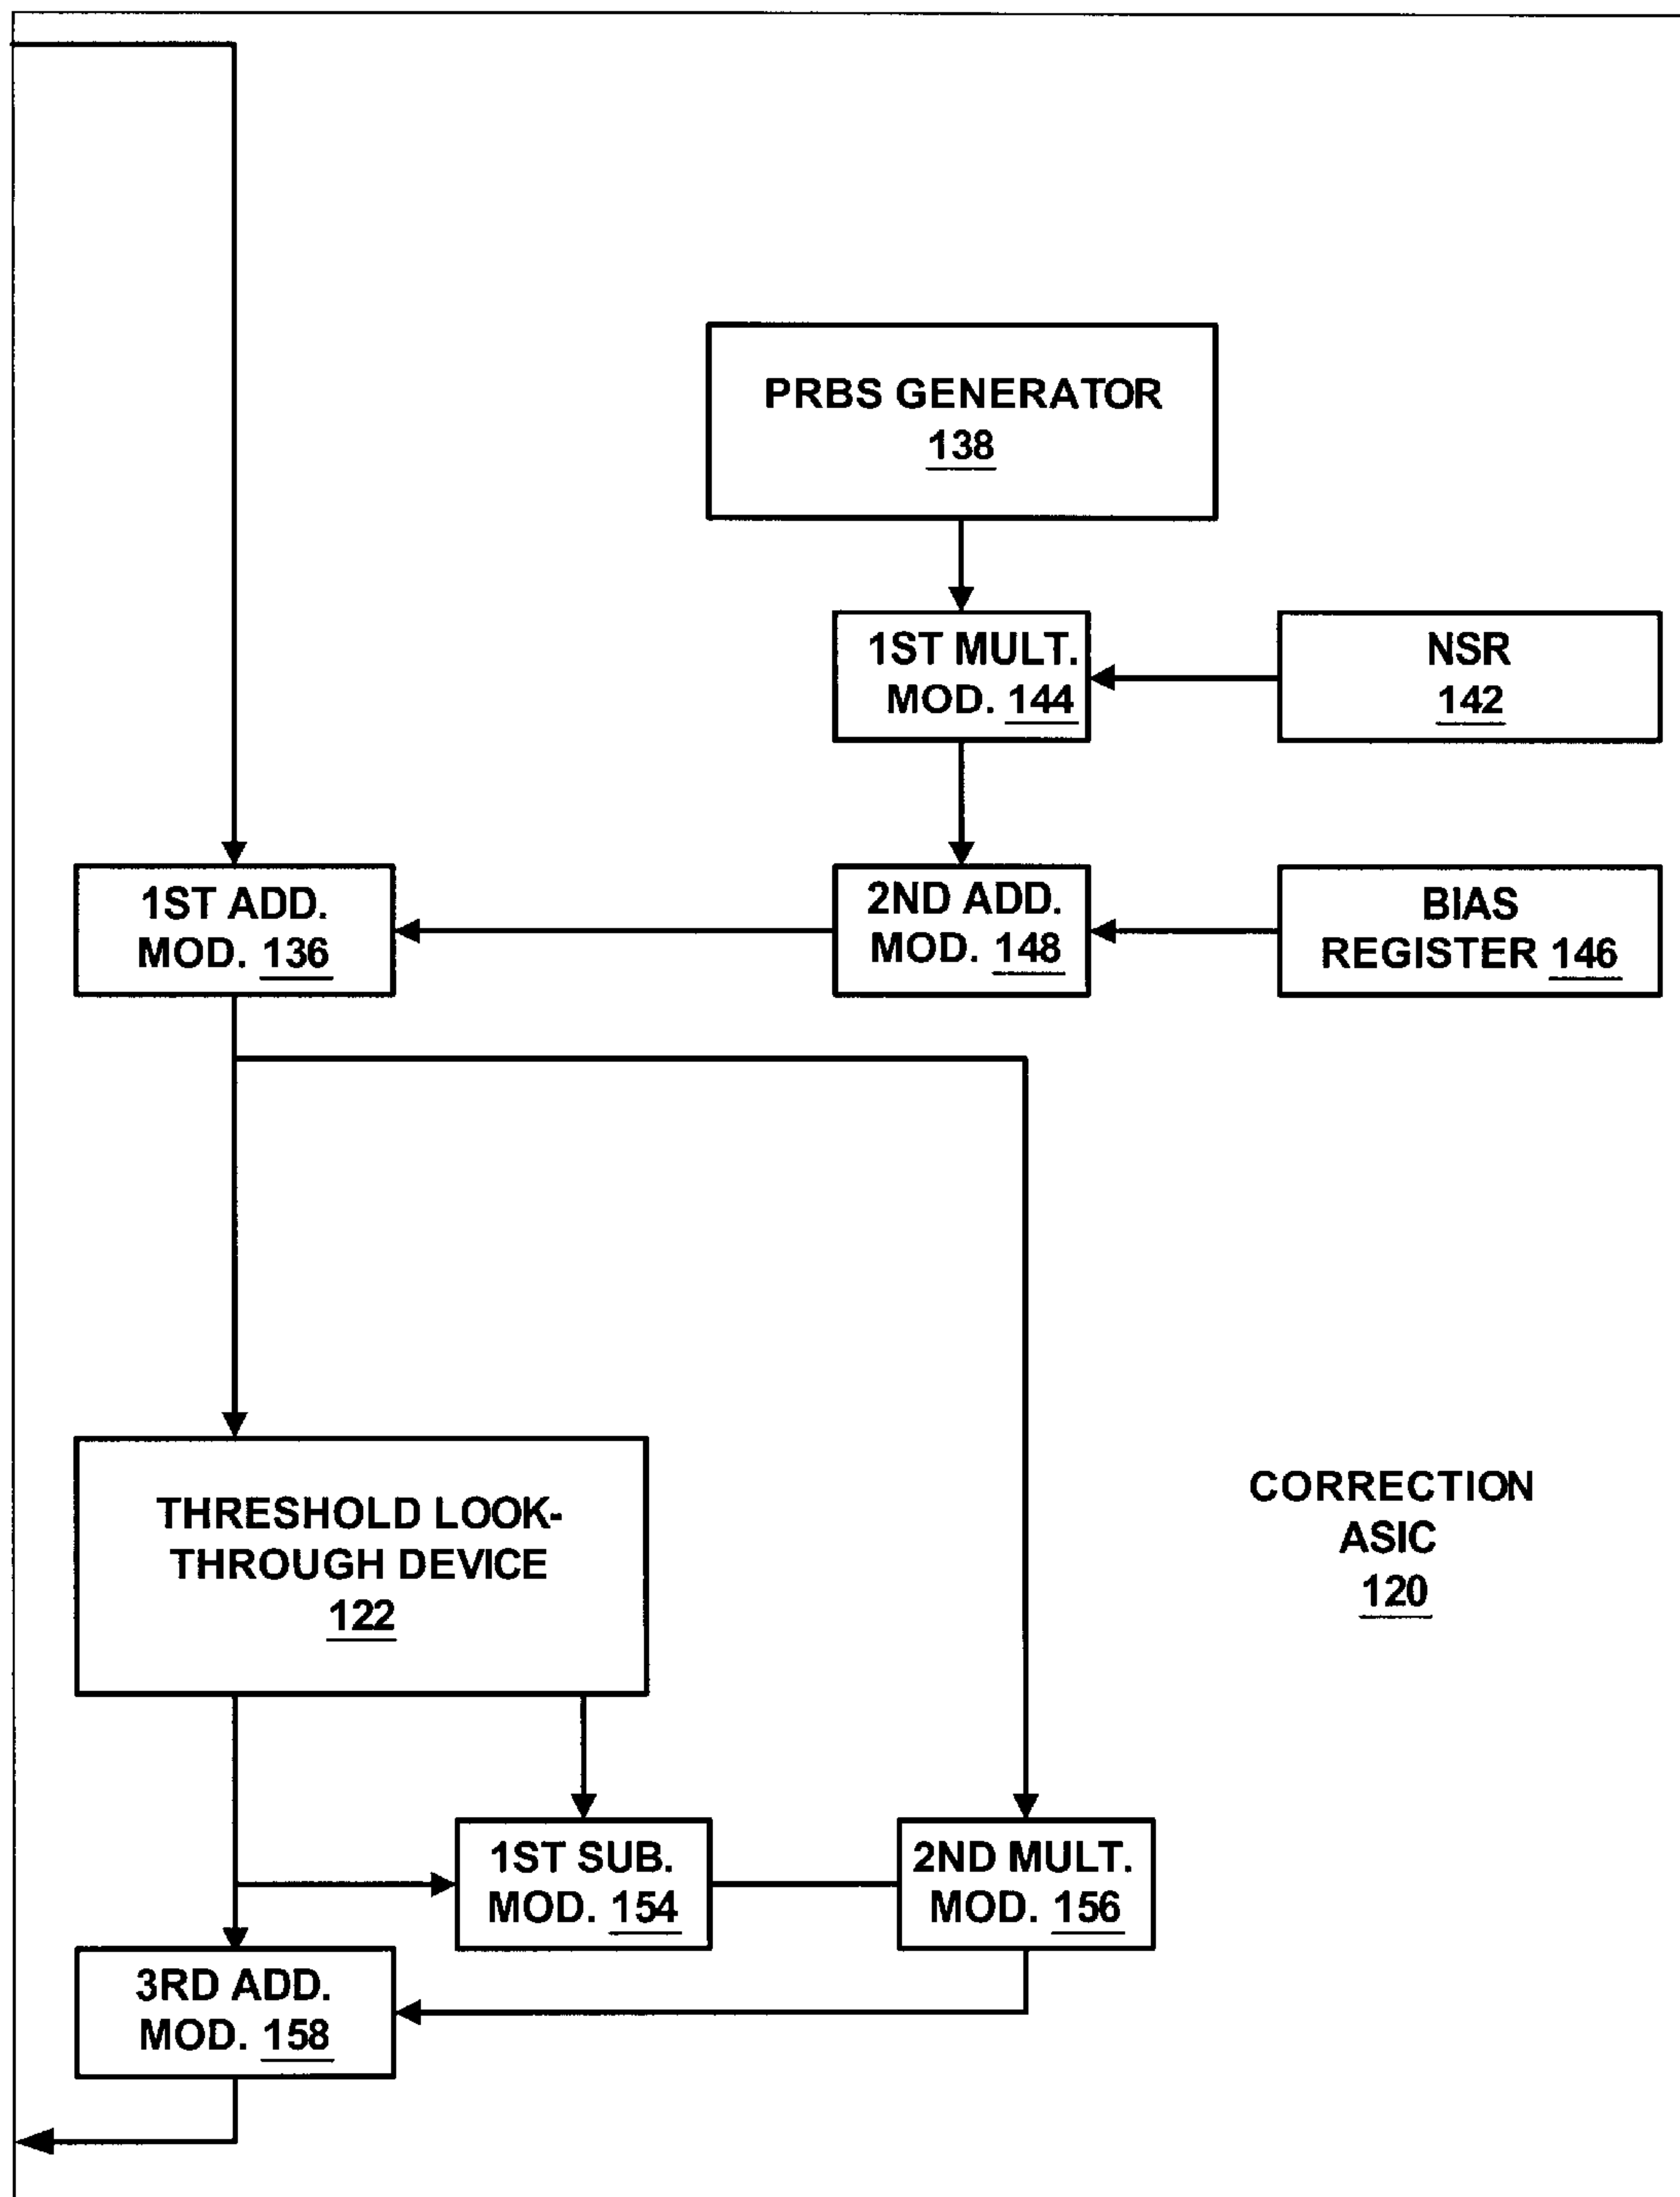 PRBS GENERATOR
138
1ST MULT.
MOD. 144
NSR
142
1ST ADD.
MOD. 136
2ND ADD.
MOD. 148
BIAS
REGISTER 146
THRESHOLD LOOK-
THROUGH DEVICE
122
CORRECTION
ASIC
120
1ST SUB.
MOD. 154
2ND MULT.
MOD. 156
3RD ADD.
MOD. 158